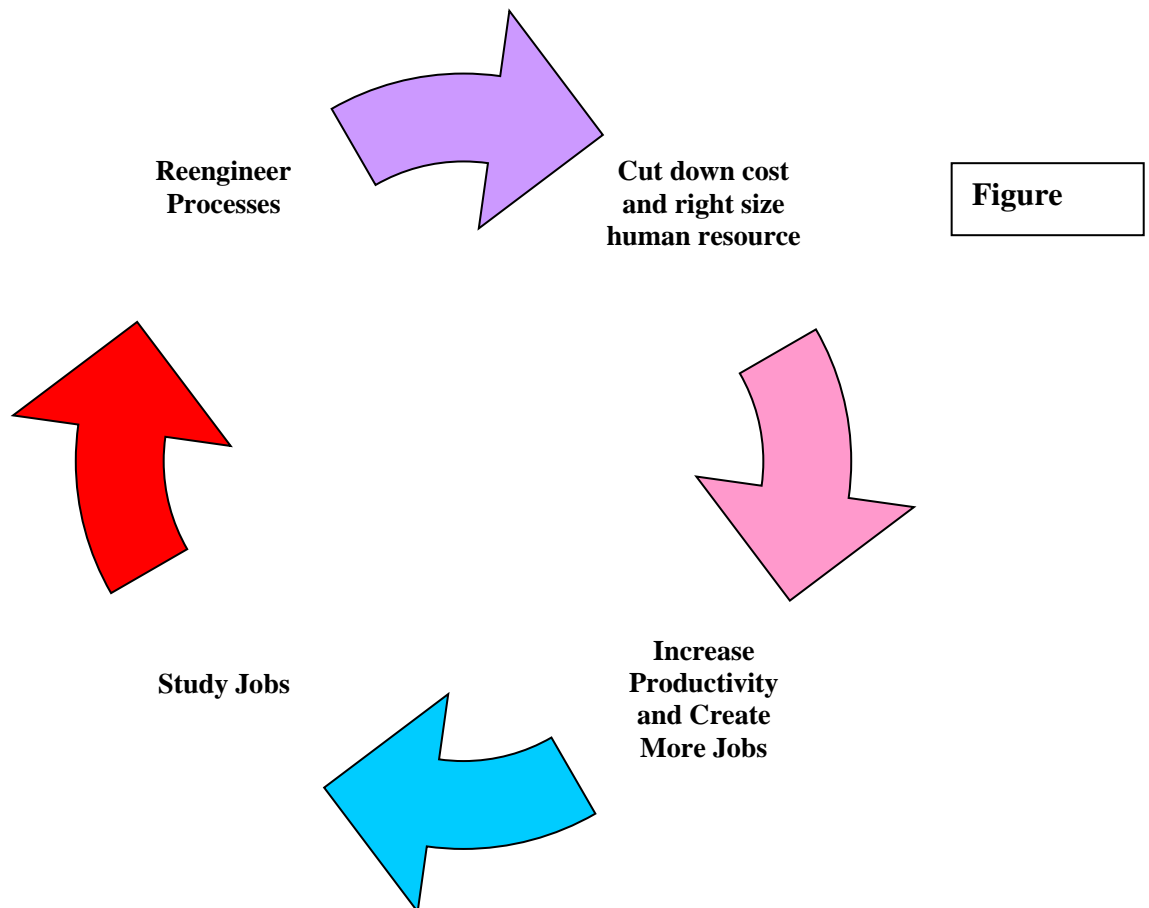 Reengineer
Processes
Cut down cost
and right size
human resource
Figure
Increase
Productivity
and Create
More Jobs
Study Jobs